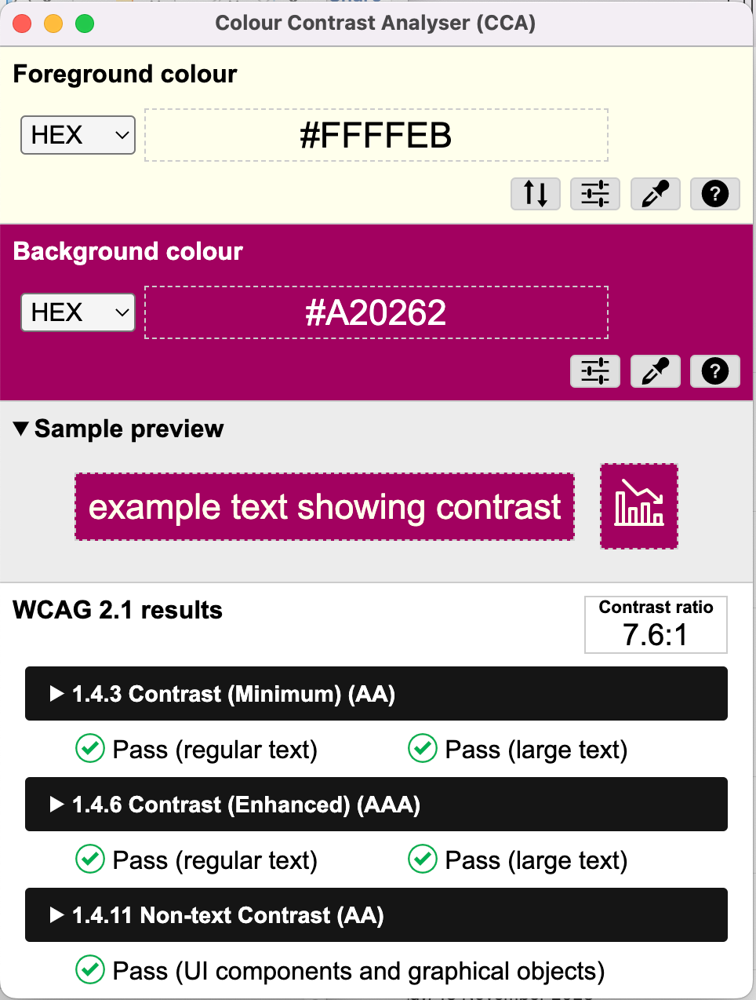 Colour Contrast Analyser (CCA)
Foreground colour
HEX
#FFFFEB
?
Background colour
HEX
#A20262
?
▼ Sample preview
example text showing contrast
WCAG 2.1 results
Contrast ratio
7.6:1
▶ 1.4.3 Contrast (Minimum) (AA)
Pass (regular text) Pass (large text)
▶ 1.4.6 Contrast (Enhanced) (AAA)
Pass (regular text) Pass (large text)
▶ 1.4.11 Non-text Contrast (AA)
Pass (UI components and graphical objects)